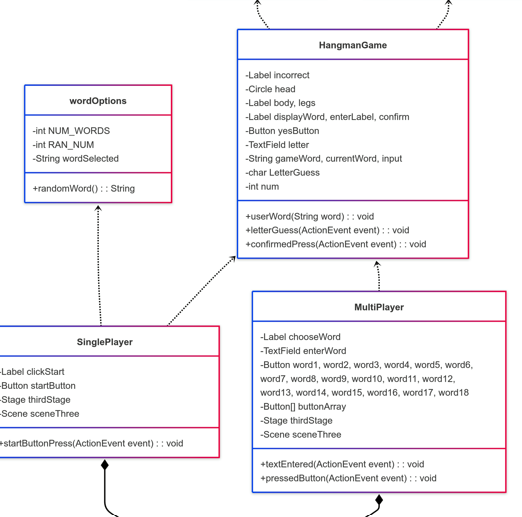 HangmanGame
-Label incorrect
-Circle head
-Label body, legs
-Label displayWord, enterLabel, confirm
-Button yesButton
-TextField letter
-String gameWord, currentWord, input
-char LetterGuess
-int num
+userWord(String word) : : void
+letterGuess(ActionEvent event) : : void
+confirmedPress(ActionEvent event) : : void
wordOptions
-int NUM_WORDS
-int RAN_NUM
-String wordSelected
+randomWord() : : String
SinglePlayer
-Label clickStart
-Button startButton
-Stage thirdStage
-Scene sceneThree
+startButtonPress(ActionEvent event) : : void
MultiPlayer
-Label chooseWord
-TextField enterWord
-Button word1, word2, word3, word4, word5, word6,
word7, word8, word9, word10, word11, word12,
word13, word14, word15, word16, word17, word18
-Button[] buttonArray
-Stage thirdStage
-Scene sceneThree
+textEntered(ActionEvent event) : : void
+pressedButton(ActionEvent event) : : void